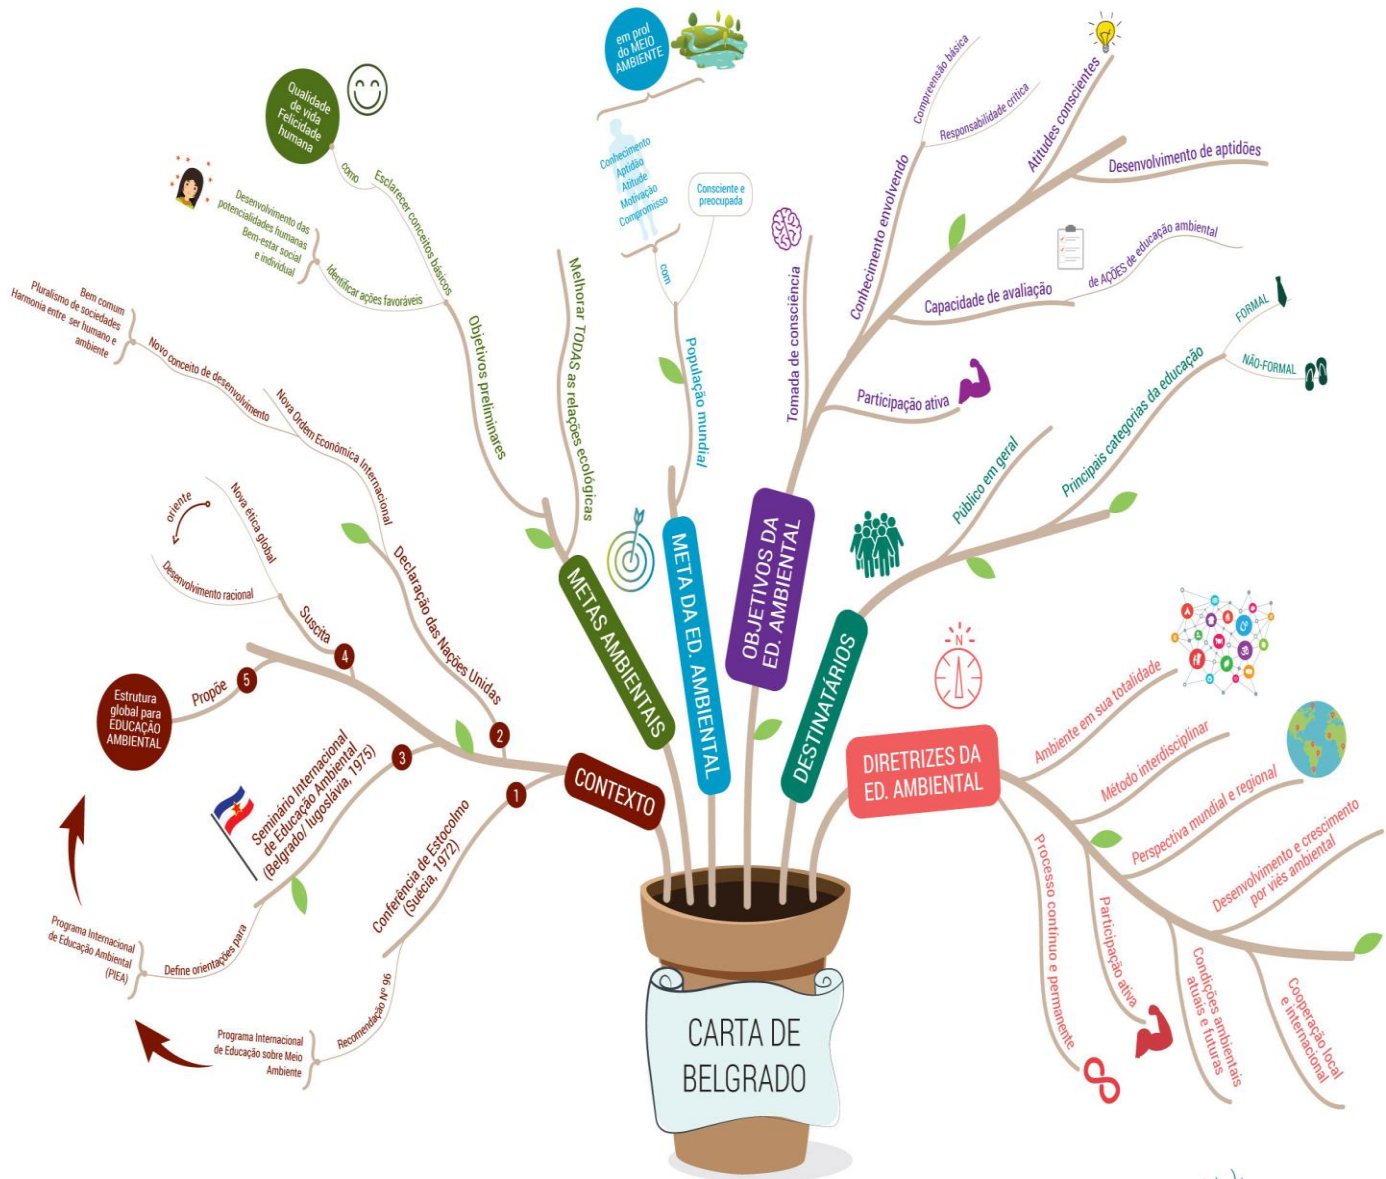 CARTA DE
BELGRADO
CONTEXTO
1
Conferência de Estocolmo
(Suécia, 1972)
Recomendação Nº 96
Programa Internacional
de Educação sobre Meio
Ambiente
2
Declaração das Nações Unidas
Nova Ordem Econômica Internacional
Novo conceito de desenvolvimento
Bem comum
Pluralismo de sociedades
Harmonia entre ser humano e
ambiente
3
Seminário Internacional
de Educação Ambiental
(Belgrado/ Iugoslávia, 1975)
Define orientações para
Programa Internacional
de Educação Ambiental
(PIEA)
4
Suscita
Nova ética global
oriente
Desenvolvimento racional
5
Propõe
Estrutura
global para
EDUCAÇÃO
AMBIENTAL
METAS AMBIENTAIS
Objetivos preliminares
Esclarecer conceitos básicos
como
Qualidade
de vida
Felicidade
humana
Identificar ações favoráveis
Desenvolvimento das
potencialidades humanas
Bem-estar social
e individual
Melhorar TODAS as relações ecológicas
META DA ED. AMBIENTAL
População mundial
com
Consciente e
preocupada
Conhecimento
Aptidão
Atitude
Motivação
Compromisso
em prol
do MEIO
AMBIENTE
OBJETIVOS DA
ED. AMBIENTAL
Tomada de consciência
Conhecimento envolvendo
Compreensão básica
Responsabilidade crítica
Atitudes conscientes
Desenvolvimento de aptidões
Capacidade de avaliação
de AÇÕES de educação ambiental
Participação ativa
DESTINATÁRIOS
Público em geral
Principais categorias da educação
FORMAL
NÃO-FORMAL
DIRETRIZES DA
ED. AMBIENTAL
N
Ambiente em sua totalidade
Método interdisciplinar
Perspectiva mundial e regional
Desenvolvimento e crescimento
por viés ambiental
Cooperação local
e internacional
Condições ambientais
atuais e futuras
Participação ativa
Processo contínuo e permanente